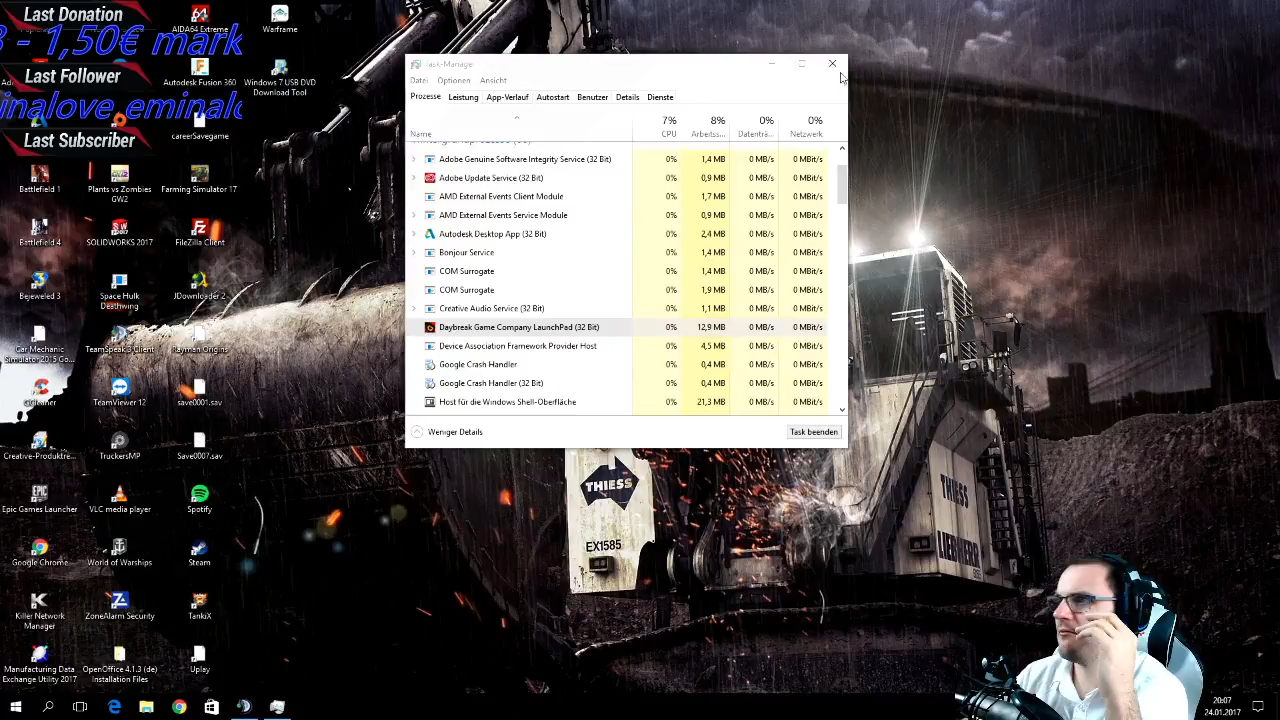 Last Donation
- 1,50€ mark
Last Follower
inalove eminalo
Last Subscriber
AIDA64 Extreme
Warframe
Autodesk Fusion 360
Windows 7 USB DVD
Download Tool
careerSavegame
Battlefield 1
Plants vs Zombies
GW2
Farming Simulator 17
Battlefield 4
SOLIDWORKS 2017
FileZilla Client
Bejeweled 3
Space Hulk
Deathwing
JDownloader 2
Car Mechanic
Simulator 2015 Go...
TeamSpeak 3 Client
Rayman Origins
CCleaner
TeamViewer 12
save0001.sav
Creative-Produktre...
TruckersMP
Save0007.sav
Epic Games Launcher
VLC media player
Spotify
Google Chrome
World of Warships
Steam
Killer Network
Manager
ZoneAlarm Security
TankiX
Manufacturing Data
Exchange Utility 2017
OpenOffice 4.1.3 (de)
Installation Files
Uplay
Task-Manager
Datei Optionen Ansicht
Prozesse Leistung App-Verlauf Autostart Benutzer Details Dienste
7% 8% 0% 0%
Name CPU Arbeitss... Datenträ... Netzwerk
Adobe Genuine Software Integrity Service (32 Bit) 0% 1,4 MB 0 MB/s 0 MBit/s
Adobe Update Service (32 Bit) 0% 0,9 MB 0 MB/s 0 MBit/s
AMD External Events Client Module 0% 1,7 MB 0 MB/s 0 MBit/s
AMD External Events Service Module 0% 0,9 MB 0 MB/s 0 MBit/s
Autodesk Desktop App (32 Bit) 0% 2,4 MB 0 MB/s 0 MBit/s
Bonjour Service 0% 1,4 MB 0 MB/s 0 MBit/s
COM Surrogate 0% 1,4 MB 0 MB/s 0 MBit/s
COM Surrogate 0% 1,9 MB 0 MB/s 0 MBit/s
Creative Audio Service (32 Bit) 0% 1,1 MB 0 MB/s 0 MBit/s
Daybreak Game Company LaunchPad (32 Bit) 0% 12,9 MB 0 MB/s 0 MBit/s
Device Association Framework Provider Host 0% 4,5 MB 0 MB/s 0 MBit/s
Google Crash Handler 0% 0,4 MB 0 MB/s 0 MBit/s
Google Crash Handler (32 Bit) 0% 0,4 MB 0 MB/s 0 MBit/s
Host für die Windows Shell-Oberfläche 0% 21,3 MB 0 MB/s 0 MBit/s
Weniger Details
Task beenden
THIESS
EX1585
THIESS
LIEBHERR
20:07
24.01.2017